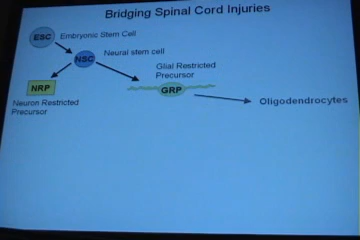 Bridging Spinal Cord Injuries
ESC
Embryonic Stem Cell
NSC
Neural stem cell
Glial Restricted
Precursor
NRP
GRP
Oligodendrocytes
Neuron Restricted
Precursor